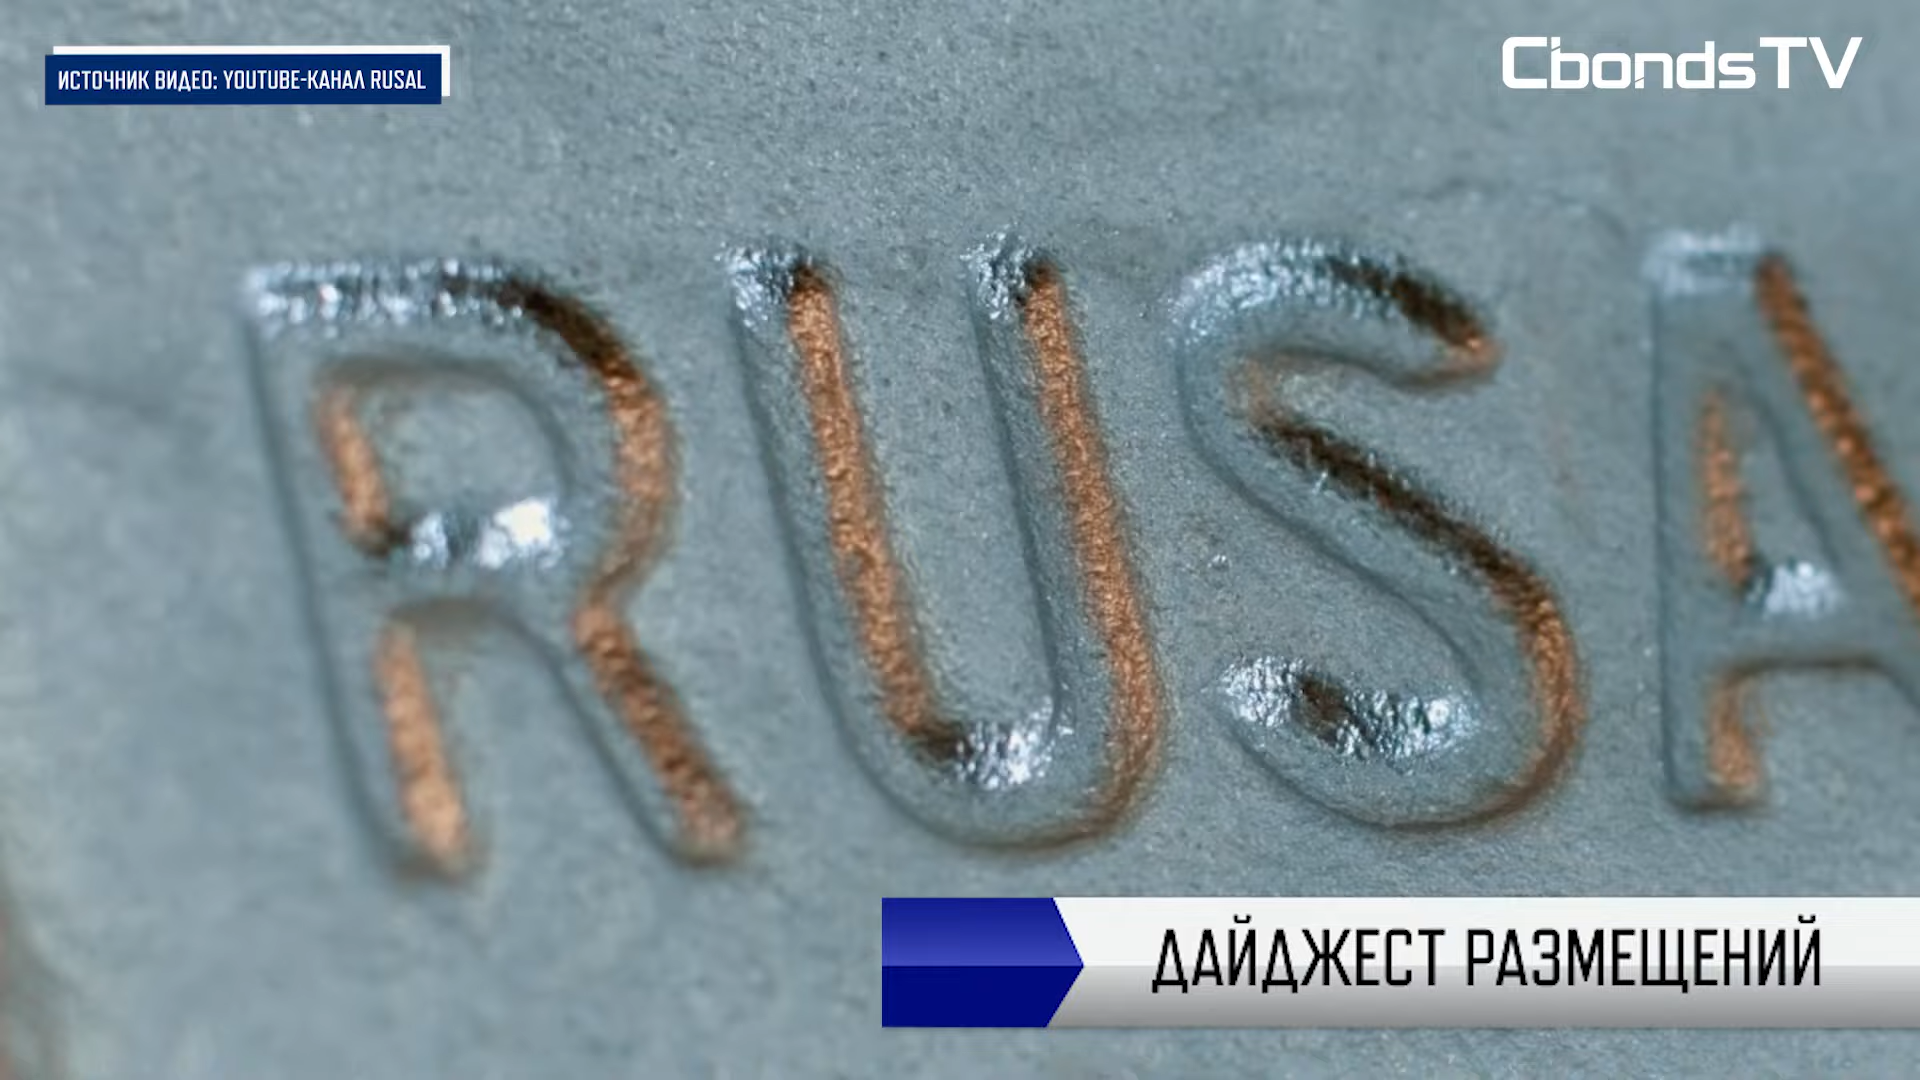 ИСТОЧНИК ВИДЕО: YOUTUBE-КАНАЛ RUSAL
CbondsTV
RUSA
ДАЙДЖЕСТ РАЗМЕЩЕНИЙ